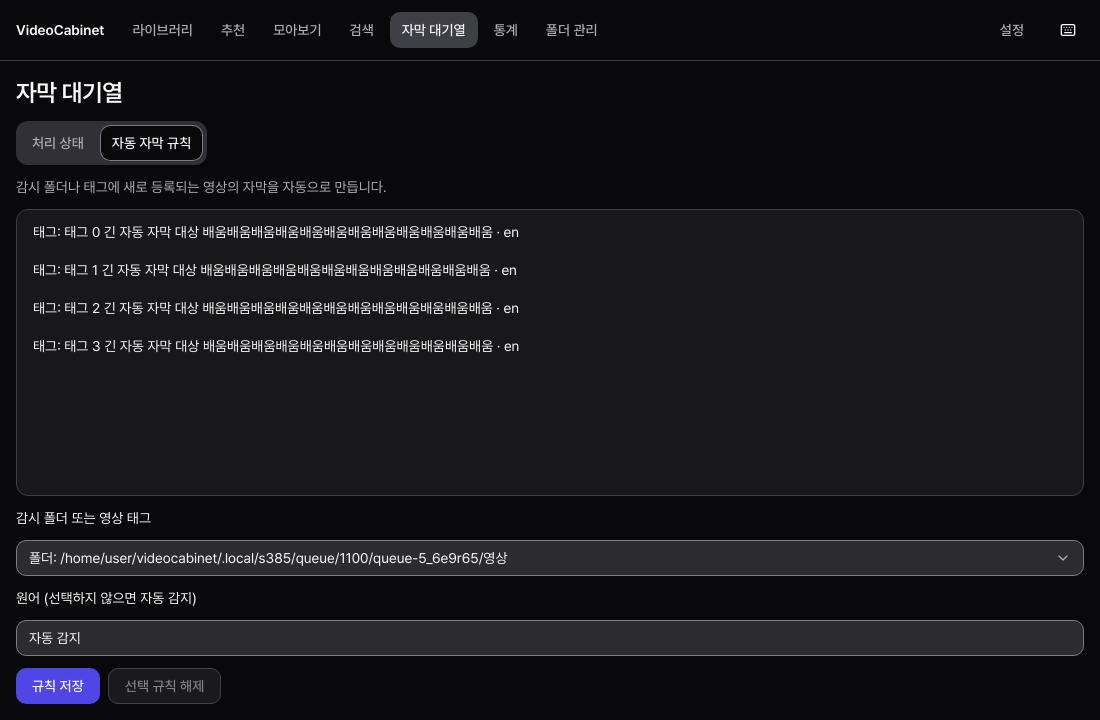 VideoCabinet 라이브러리 추천 모아보기 검색 자막 대기열 통계 폴더 관리 설정
자막 대기열
처리 상태 자동 자막 규칙
감시 폴더나 태그에 새로 등록되는 영상의 자막을 자동으로 만듭니다.
태그: 태그 0 긴 자동 자막 대상 배움배움배움배움배움배움배움배움배움배움배움배움 · en
태그: 태그 1 긴 자동 자막 대상 배움배움배움배움배움배움배움배움배움배움배움배움 · en
태그: 태그 2 긴 자동 자막 대상 배움배움배움배움배움배움배움배움배움배움배움배움 · en
태그: 태그 3 긴 자동 자막 대상 배움배움배움배움배움배움배움배움배움배움배움배움 · en
감시 폴더 또는 영상 태그
폴더: /home/user/videocabinet/.local/s385/queue/1100/queue-5_6e9r65/영상
원어 (선택하지 않으면 자동 감지)
자동 감지
규칙 저장 선택 규칙 해제